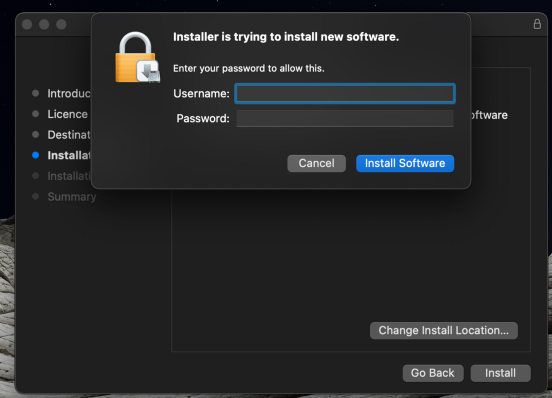 Installer is trying to install new software.
Enter your password to allow this.
Username:
Password:
Cancel
Install Software
Introduc
Licence
Destinat
Installat
Installati
Summary
ftware
Change Install Location...
Go Back
Install